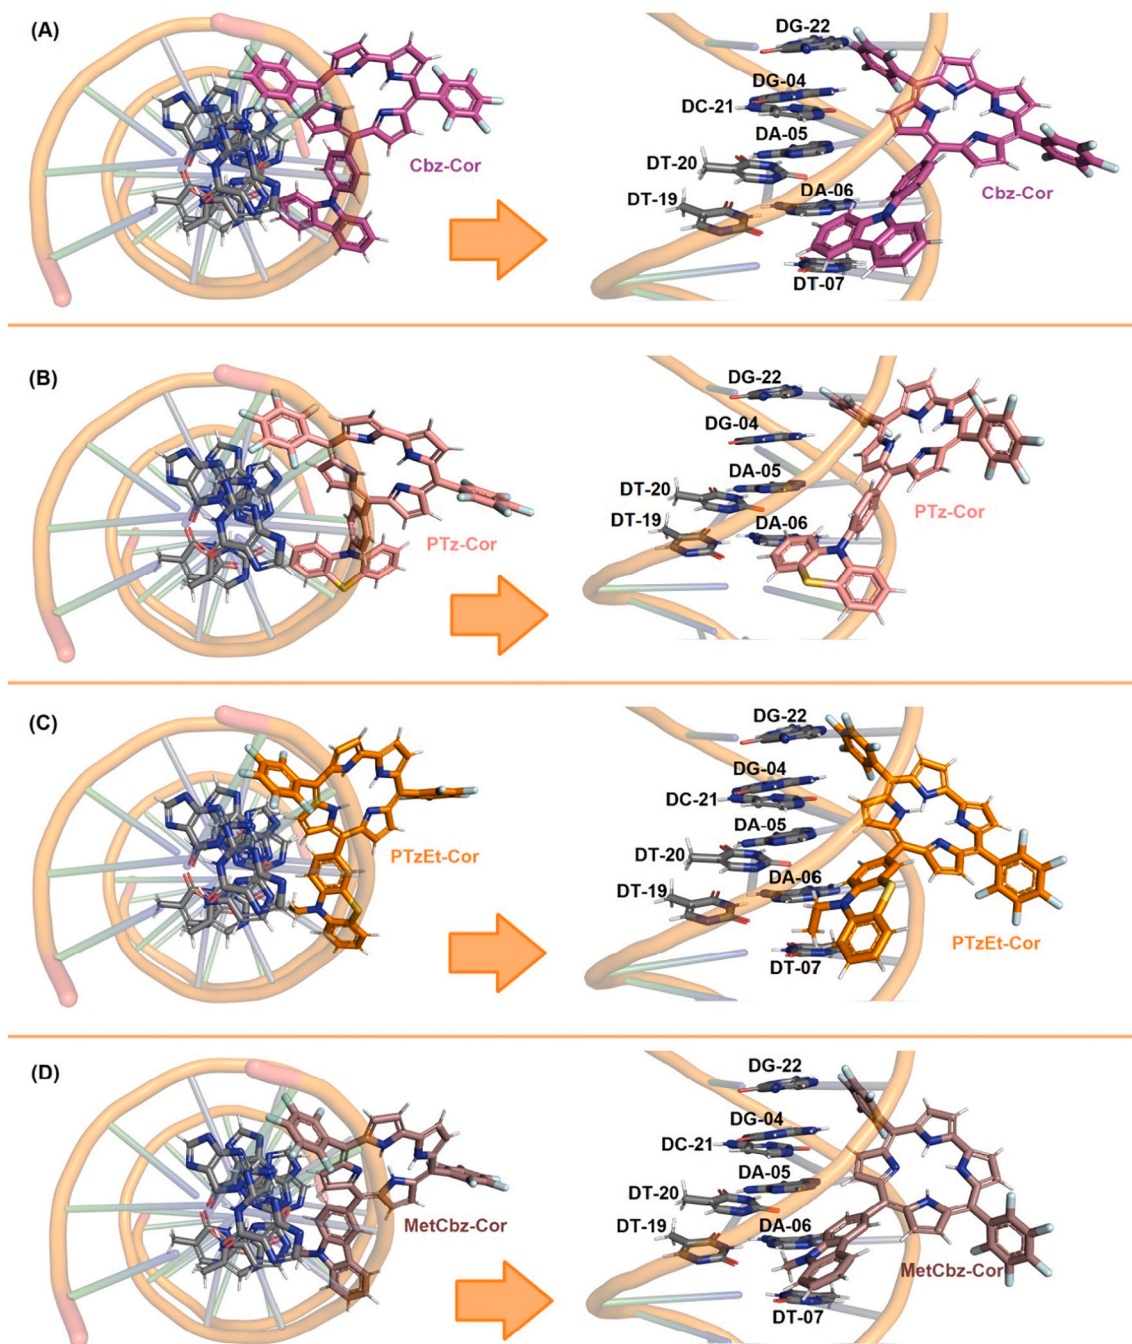 (A)
Cbz-Cor
DG-22
DG-04
DC-21
DA-05
DT-20
DA-06
DT-19
Cbz-Cor
DT-07
(B)
PTz-Cor
DG-22
DG-04
DA-05
DT-20
DT-19
DA-06
PTz-Cor
(C)
PTzEt-Cor
DG-22
DG-04
DC-21
DA-05
DT-20
DA-06
DT-19
PTzEt-Cor
DT-07
(D)
MetCbz-Cor
DG-22
DG-04
DC-21
DA-05
DT-20
DT-19
DA-06
MetCbz-Cor
DT-07